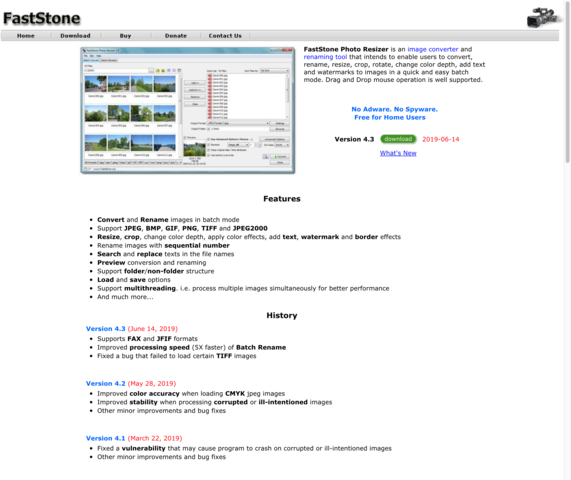 FastStone
Home Download Buy Donate Contact Us
FastStone Photo Resizer is an image converter and
renaming tool that intends to enable users to convert,
rename, resize, crop, rotate, change color depth, add text
and watermarks to images in a quick and easy batch
mode. Drag and Drop mouse operation is well supported.
No Adware. No Spyware.
Free for Home Users
Version 4.3 download 2019-06-14
What's New
Features
Convert and Rename images in batch mode
Support JPEG, BMP, GIF, PNG, TIFF and JPEG2000
Resize, crop, change color depth, apply color effects, add text, watermark and border effects
Rename images with sequential number
Search and replace texts in the file names
Preview conversion and renaming
Support folder/non-folder structure
Load and save options
Support multithreading. i.e. process multiple images simultaneously for better performance
And much more...
History
Version 4.3 (June 14, 2019)
Supports FAX and JFIF formats
Improved processing speed (5X faster) of Batch Rename
Fixed a bug that failed to load certain TIFF images
Version 4.2 (May 28, 2019)
Improved color accuracy when loading CMYK jpeg images
Improved stability when processing corrupted or ill-intentioned images
Other minor improvements and bug fixes
Version 4.1 (March 22, 2019)
Fixed a vulnerability that may cause program to crash on corrupted or ill-intentioned images
Other minor improvements and bug fixes